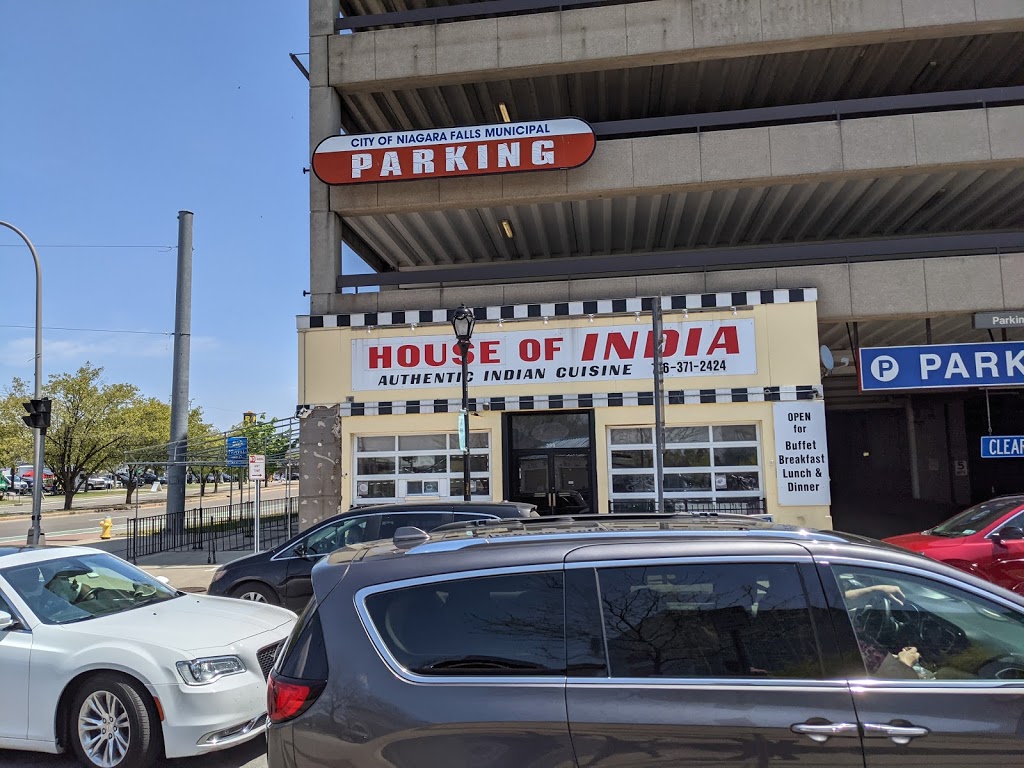 CITY OF NIAGARA FALLS MUNICIPAL
PARKING
HOUSE OF INDIA
AUTHENTIC INDIAN CUISINE
OPEN
for
Buffet
Breakfast
Lunch &
Dinner
Parkin
P PARK
CLEAR